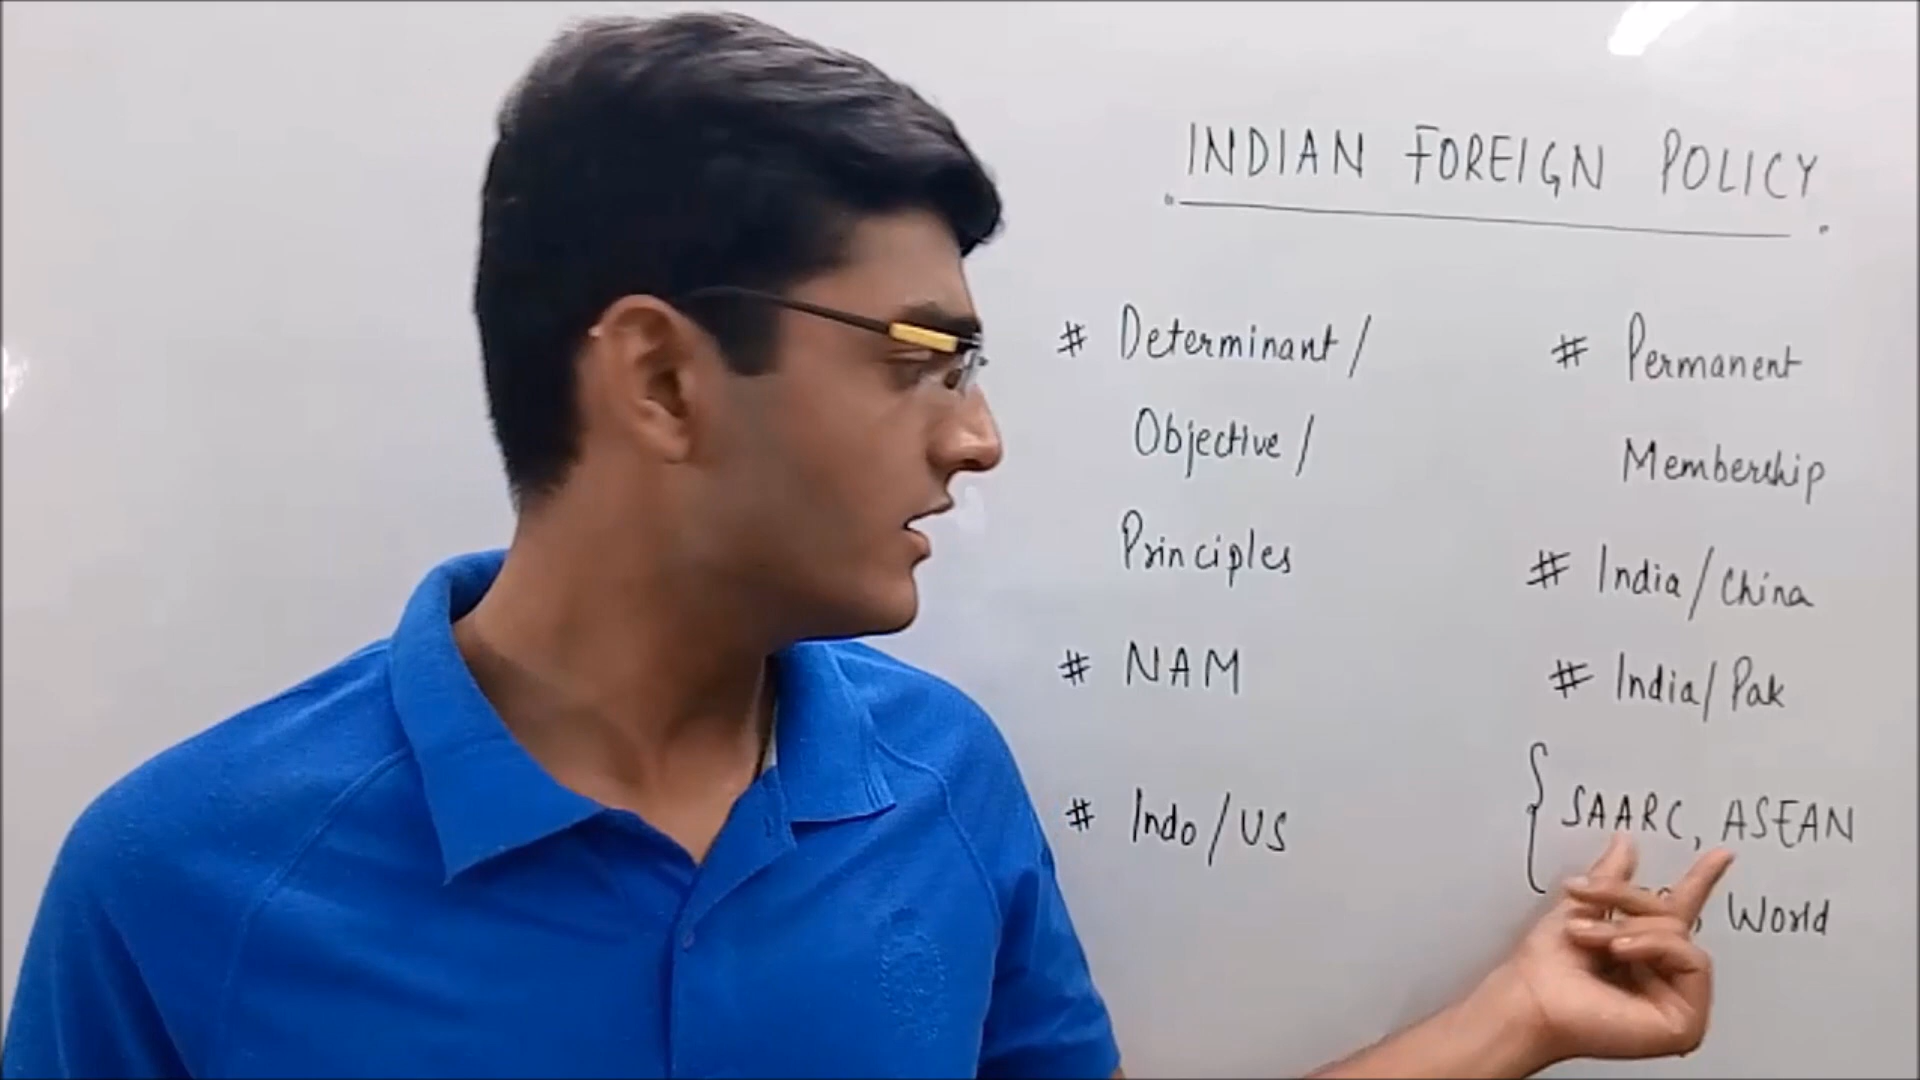 INDIAN FOREIGN POLICY
# Determinant /
Objective /
Principles
# NAM
# Indo / US
# Permanent
Membership
# India / China
# India / Pak
{ SAARC, ASEAN
, World